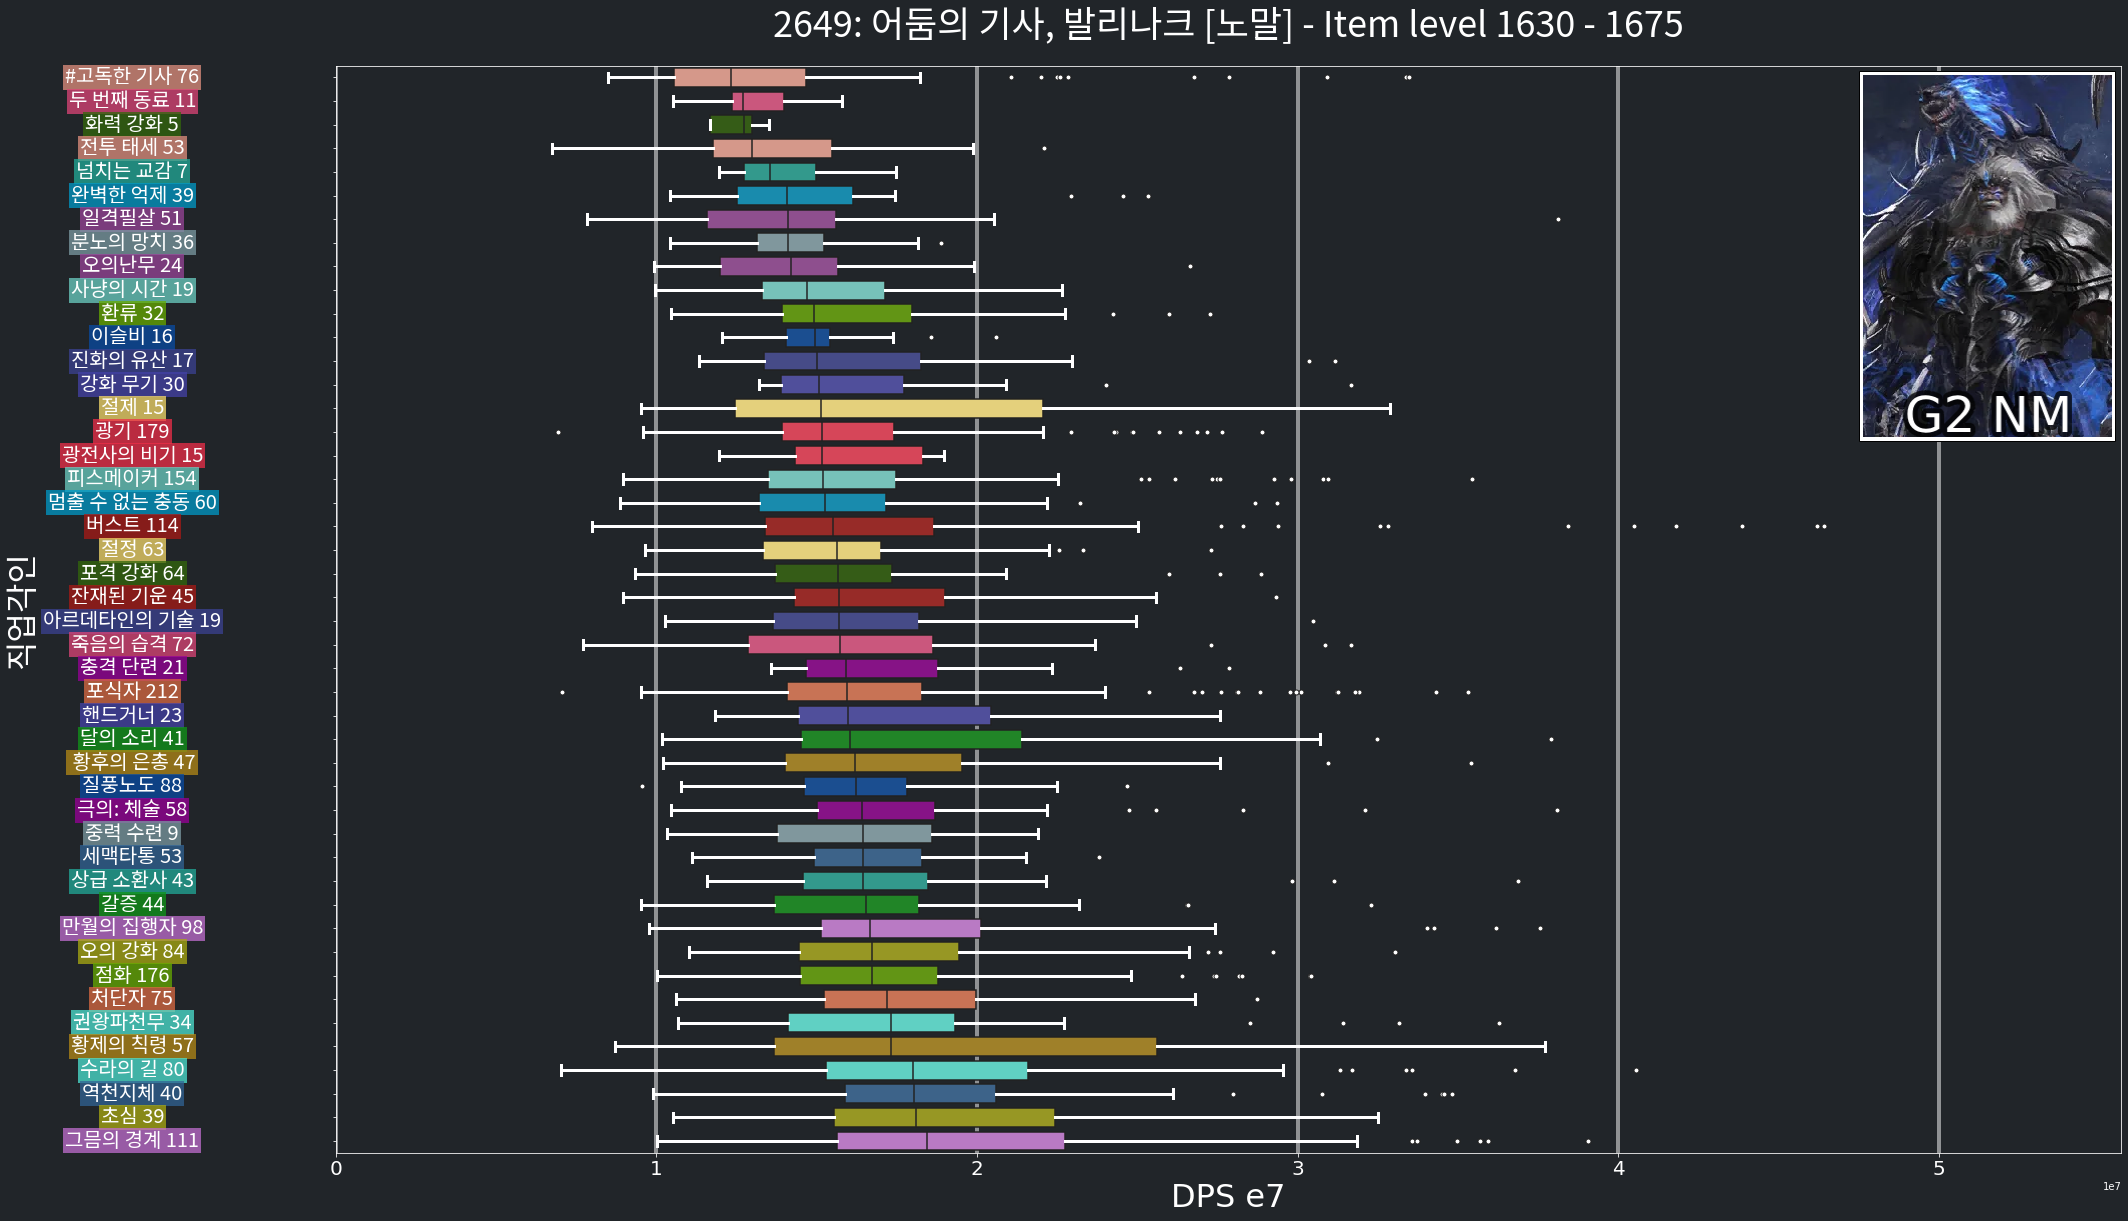 2649: 어둠의 기사, 발리나크 [노말] - Item level 1630 - 1675
#고독한 기사 76
두 번째 동료 11
화력 강화 5
전투 태세 53
넘치는 교감 7
완벽한 억제 39
일격필살 51
분노의 망치 36
오의난무 24
사냥의 시간 19
환류 32
이슬비 16
진화의 유산 17
강화 무기 30
절제 15
광기 179
광전사의 비기 15
피스메이커 154
멈출 수 없는 충동 60
버스트 114
절정 63
포격 강화 64
잔재된 기운 45
아르데타인의 기술 19
죽음의 습격 72
충격 단련 21
포식자 212
핸드거너 23
달의 소리 41
황후의 은총 47
질풍노도 88
극의: 체술 58
중력 수련 9
세맥타통 53
상급 소환사 43
갈증 44
만월의 집행자 98
오의 강화 84
점화 176
처단자 75
권왕파천무 34
황제의 칙령 57
수라의 길 80
역천지체 40
초심 39
그믐의 경계 111
직업각인
G2 NM
0 1 2 3 4 5
1e7
DPS e7